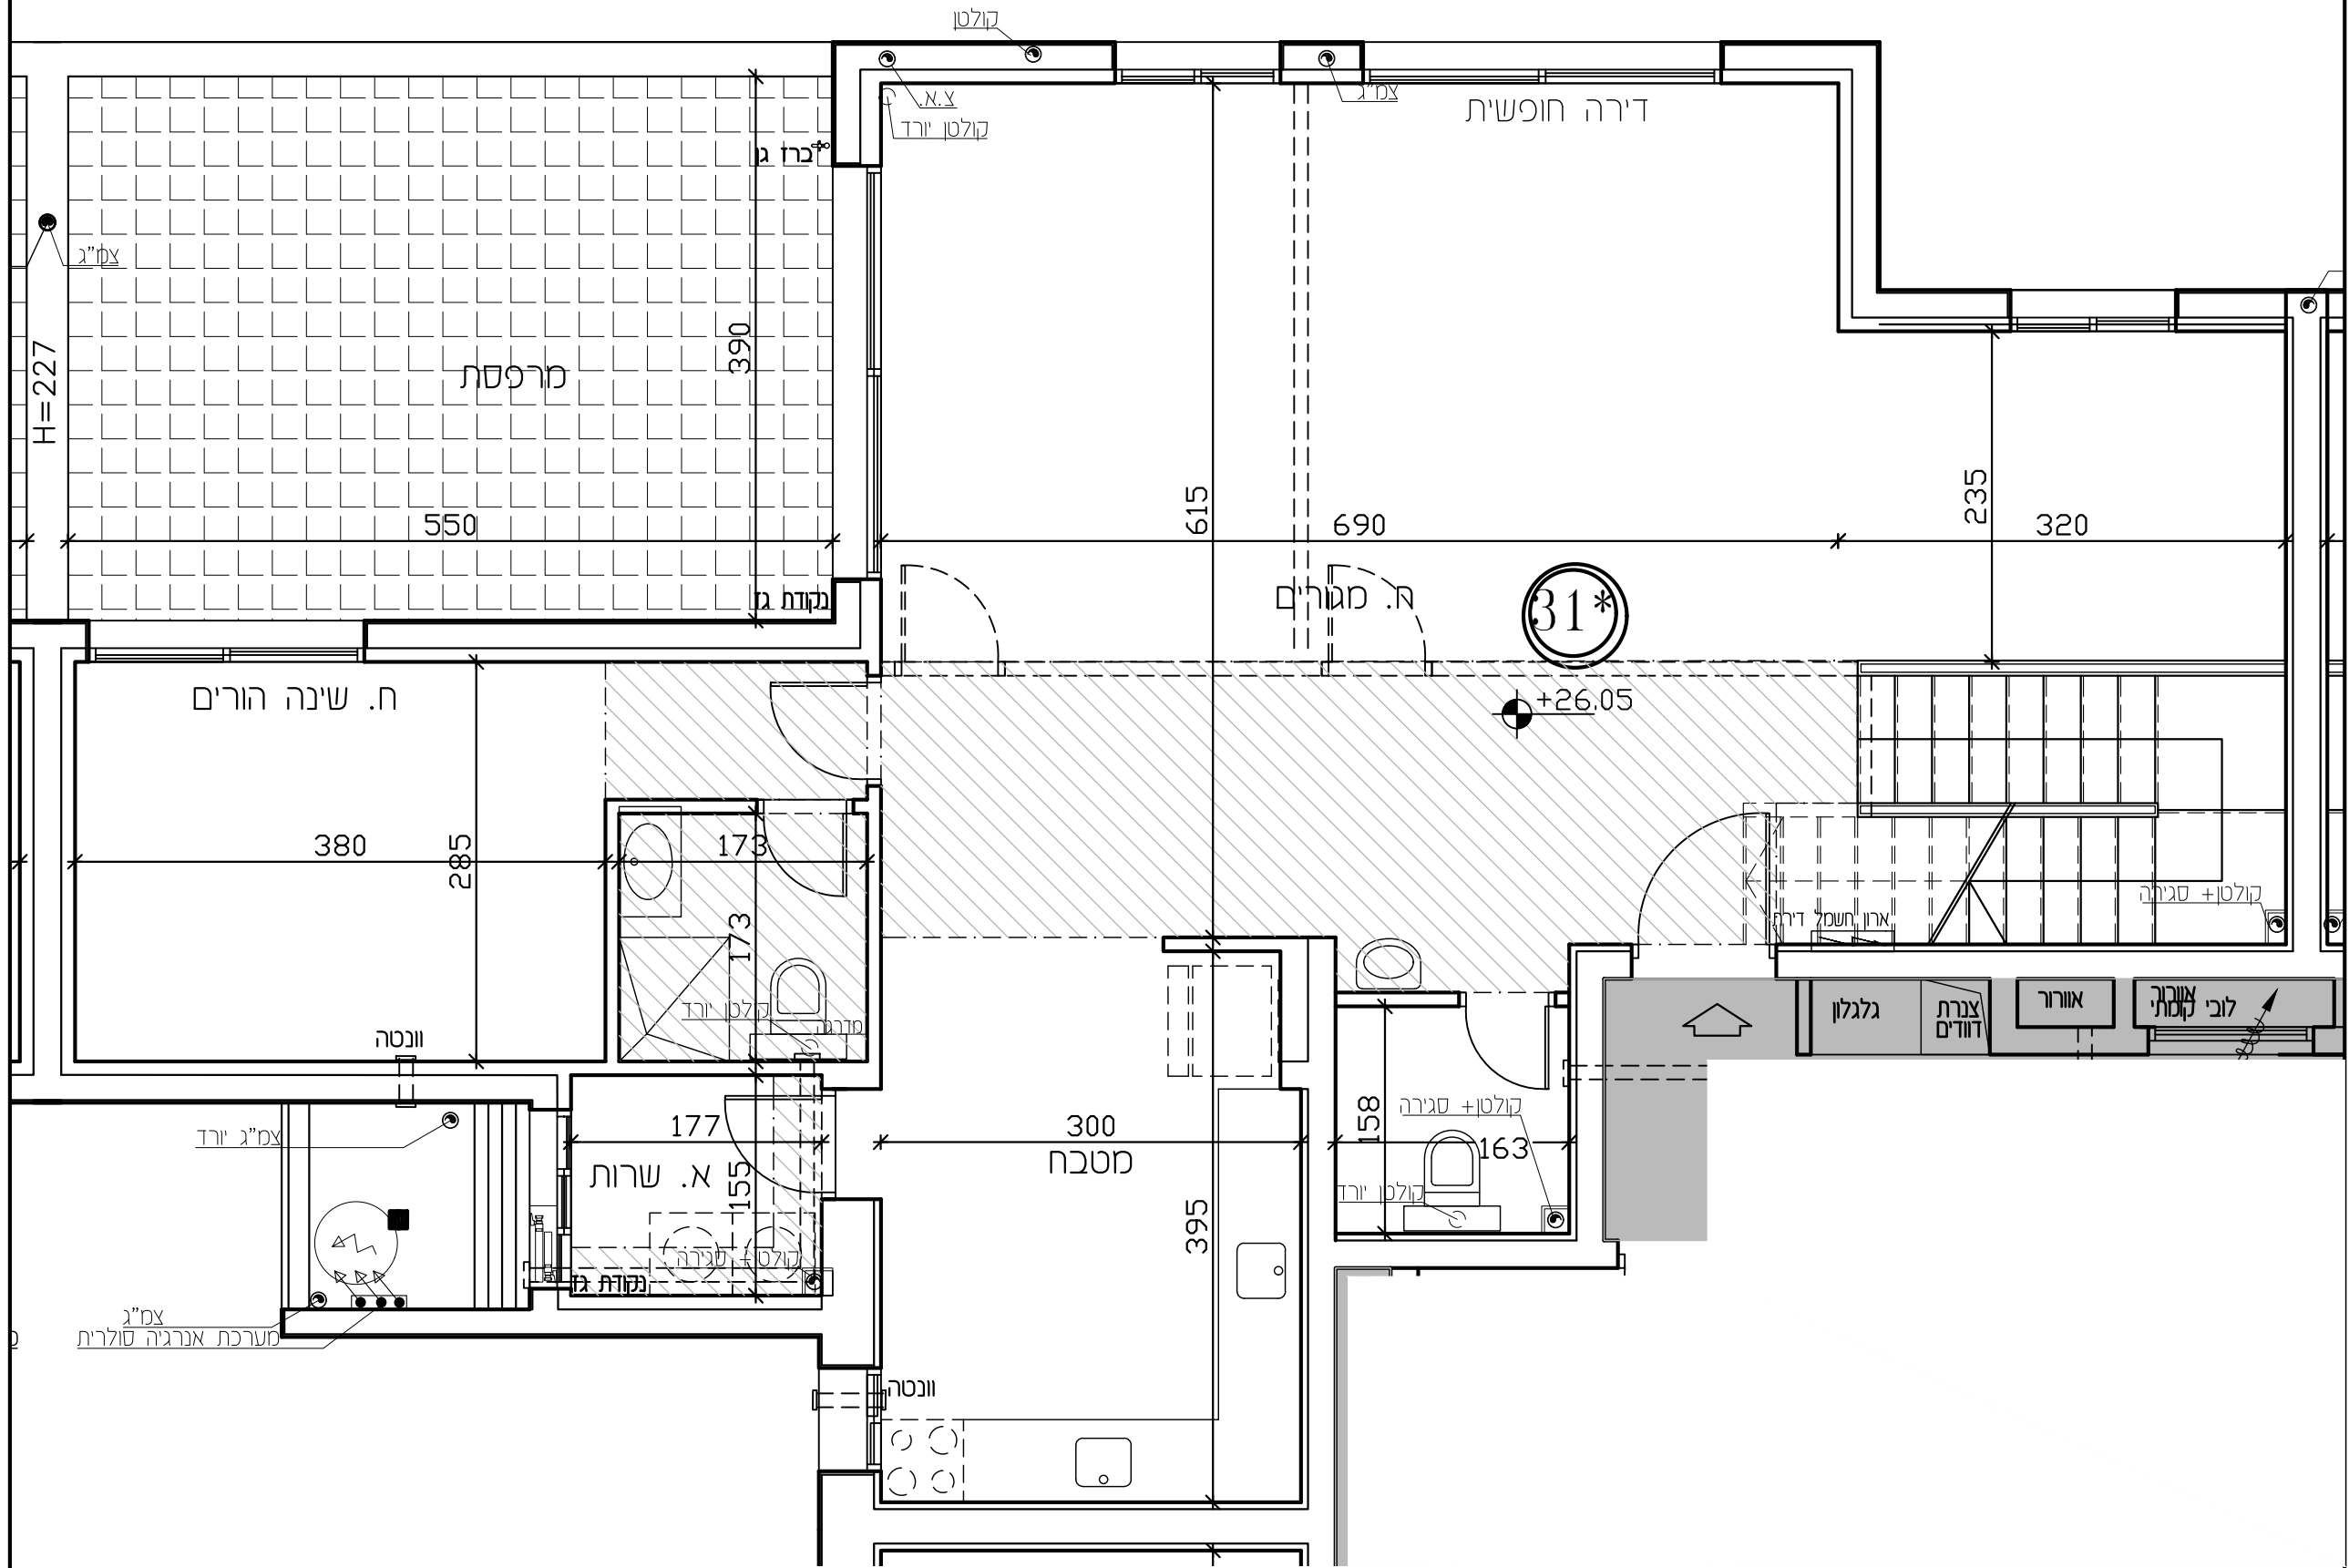 קולטן
צ.א.
קולטן יורד
צמ"ג
דירה חופשית
ברז גן
צמ"ג
H=227
390
מרפסת
615
235
550
690
320
נקודת גז
ח. מגורים
31*
ח. שינה הורים
+26.05
380
285
173
173
קולטן+ סגירה
ארון חשמל דירתי
קולטן יורד
מדרגה
וונטה
גלגלון
צנרת
דוודים
אוורור
אוורור
לובי קומתי
צמ"ג יורד
177
300
158
קולטן+ סגירה
163
מטבח
א. שרות
155
קולטן יורד
395
קולטן+ סגירה
נקודת גז
צמ"ג
מערכת אנרגיה סולרית
וונטה